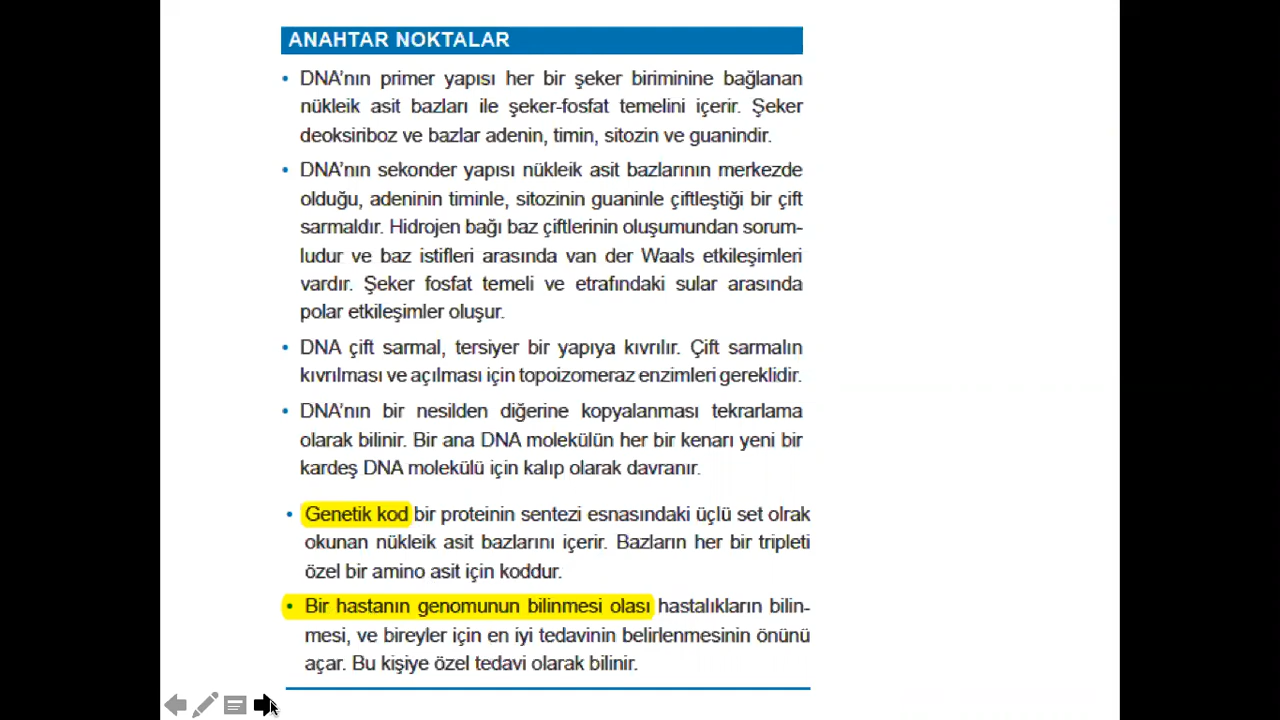 ANAHTAR NOKTALAR
• DNA'nın primer yapısı her bir şeker biriminine bağlanan
nükleik asit bazları ile şeker-fosfat temelini içerir. Şeker
deoksiriboz ve bazlar adenin, timin, sitozin ve guanindir.
• DNA'nın sekonder yapısı nükleik asit bazlarının merkezde
olduğu, adeninin timinle, sitozinin guaninle çiftleştiği bir çift
sarmaldır. Hidrojen bağı baz çiftlerinin oluşumundan sorum-
ludur ve baz istifleri arasında van der Waals etkileşimleri
vardır. Şeker fosfat temeli ve etrafındaki sular arasında
polar etkileşimler oluşur.
• DNA çift sarmal, tersiyer bir yapıya kıvrılır. Çift sarmalın
kıvrılması ve açılması için topoizomeraz enzimleri gereklidir.
• DNA'nın bir nesilden diğerine kopyalanması tekrarlama
olarak bilinir. Bir ana DNA molekülün her bir kenarı yeni bir
kardeş DNA molekülü için kalıp olarak davranır.
• Genetik kod bir proteinin sentezi esnasındaki üçlü set olrak
okunan nükleik asit bazlarını içerir. Bazların her bir tripleti
özel bir amino asit için koddur.
• Bir hastanın genomunun bilinmesi olası hastalıkların bilin-
mesi, ve bireyler için en iyi tedavinin belirlenmesinin önünü
açar. Bu kişiye özel tedavi olarak bilinir.